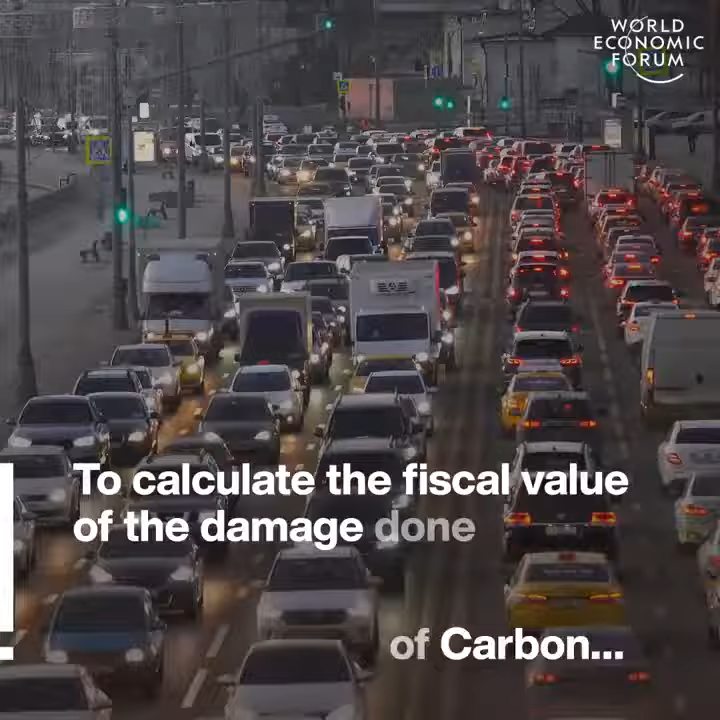 WORLD
ECONOMIC
FORUM
To calculate the fiscal value
of the damage done
of Carbon...